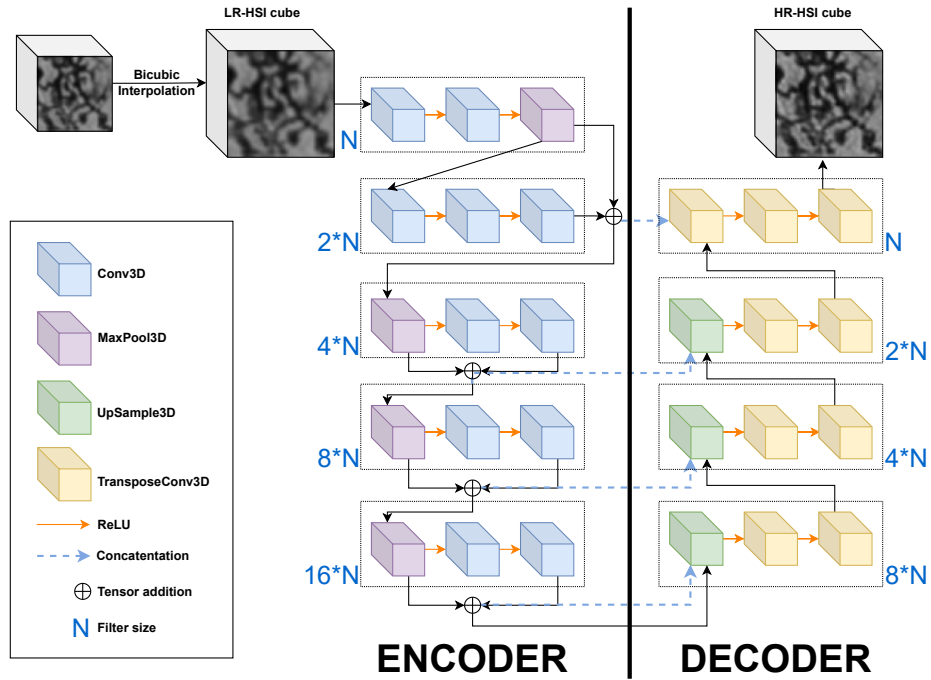 LR-HSI cube
HR-HSI cube
Bicubic
Interpolation
N
2*N
N
4*N
2*N
8*N
4*N
16*N
8*N
Conv3D
MaxPool3D
UpSample3D
TransposeConv3D
ReLU
Concatentation
Tensor addition
N Filter size
ENCODER
DECODER